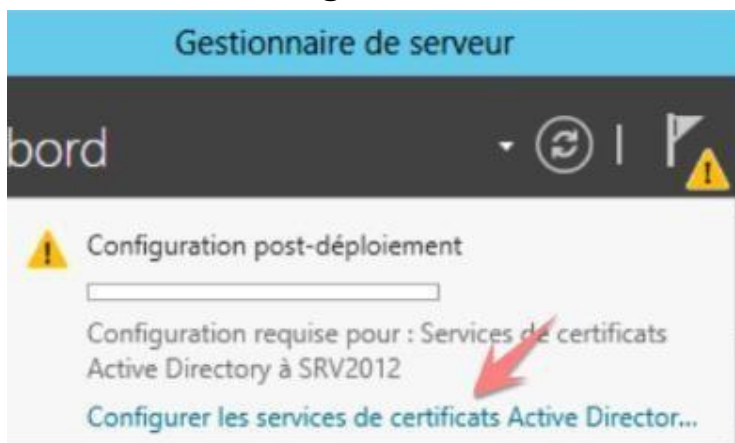 Gestionnaire de serveur
bord
Configuration post-déploiement
Configuration requise pour : Services de certificats
Active Directory à SRV2012
Configurer les services de certificats Active Director...